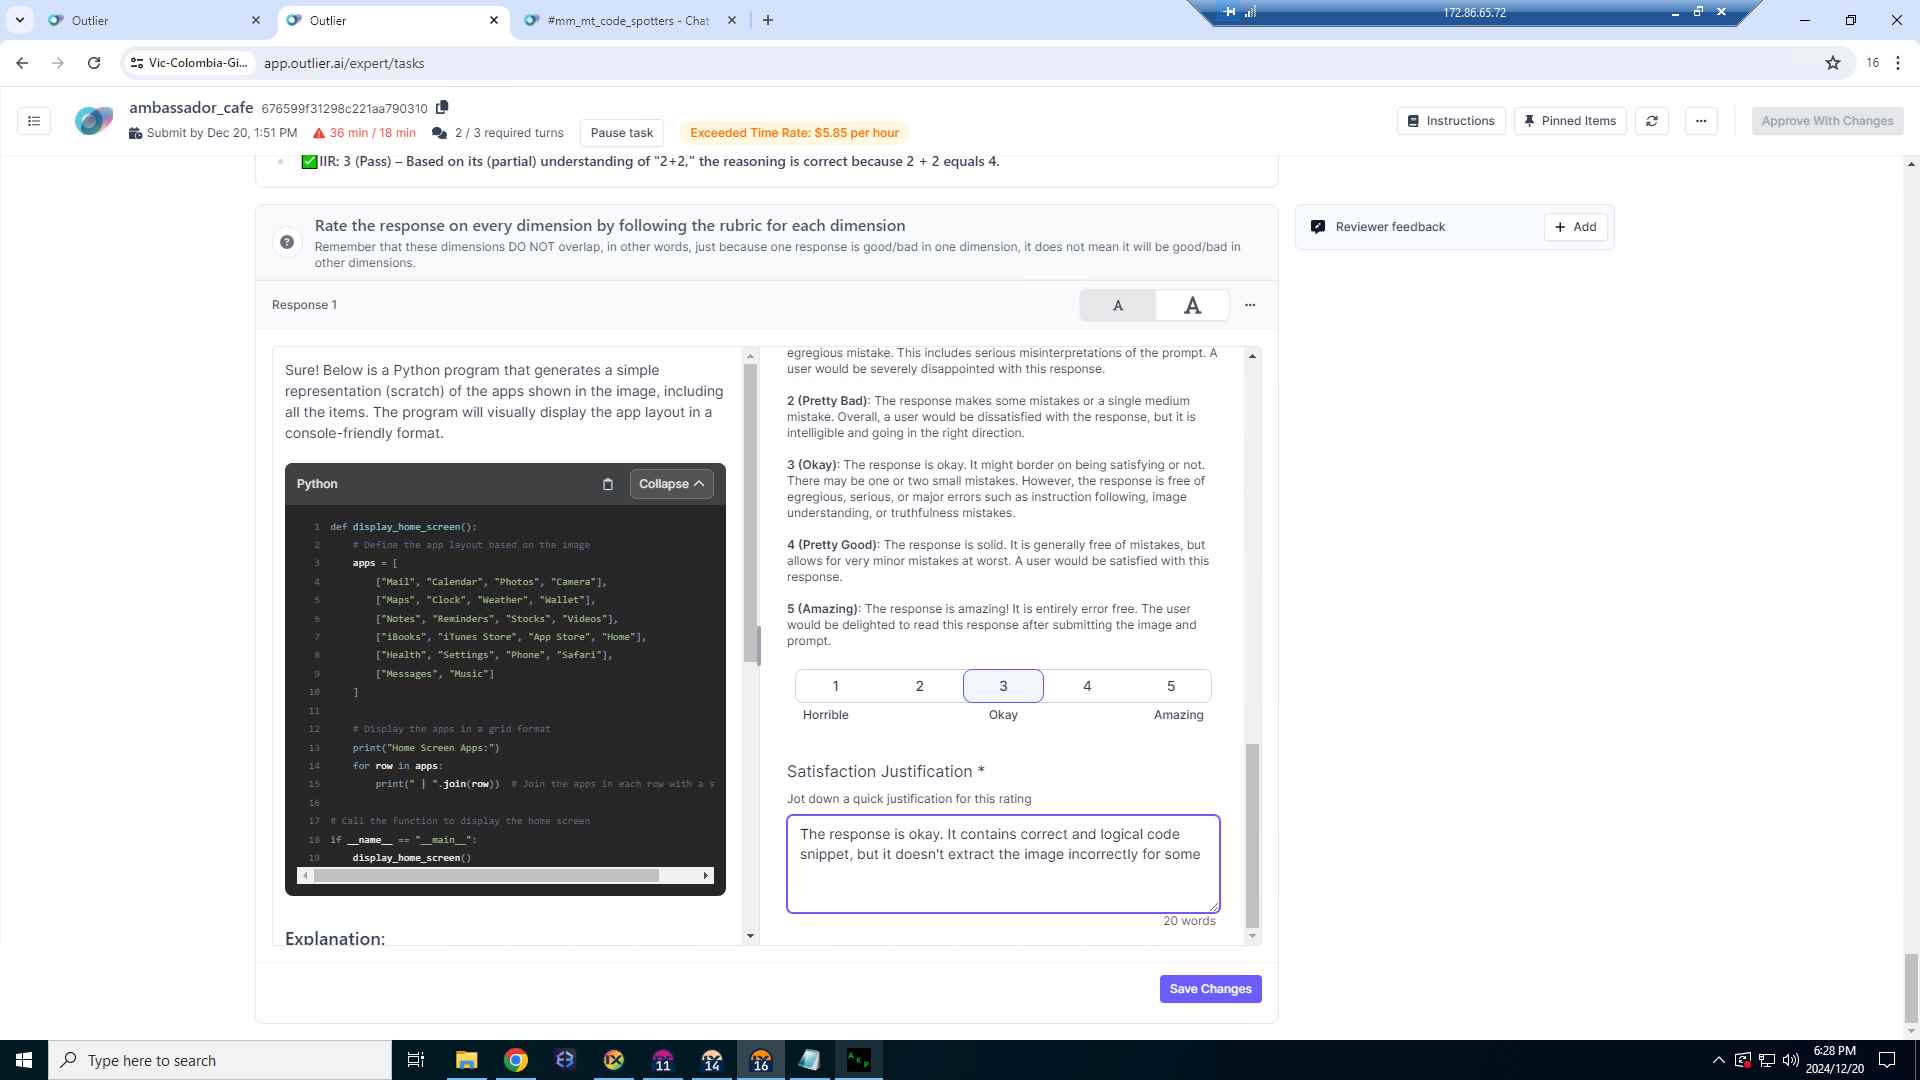 Outlier
Outlier
#mm_mt_code_spotters - Chat
172.86.65.72
Vic-Colombia-Gi...
app.outlier.ai/expert/tasks
16
ambassador_cafe 676599f31298c221aa790310
Submit by Dec 20, 1:51 PM
36 min / 18 min
2 / 3 required turns
Pause task
Exceeded Time Rate: $5.85 per hour
Instructions
Pinned Items
Approve With Changes
IIR: 3 (Pass) – Based on its (partial) understanding of "2+2," the reasoning is correct because 2 + 2 equals 4.
Rate the response on every dimension by following the rubric for each dimension
Remember that these dimensions DO NOT overlap, in other words, just because one response is good/bad in one dimension, it does not mean it will be good/bad in
other dimensions.
Reviewer feedback
Add
Response 1
A
A
Sure! Below is a Python program that generates a simple
representation (scratch) of the apps shown in the image, including
all the items. The program will visually display the app layout in a
console-friendly format.
Python
Collapse
1 def display_home_screen():
2 # Define the app layout based on the image
3 apps = [
4 ["Mail", "Calendar", "Photos", "Camera"],
5 ["Maps", "Clock", "Weather", "Wallet"],
6 ["Notes", "Reminders", "Stocks", "Videos"],
7 ["iBooks", "iTunes Store", "App Store", "Home"],
8 ["Health", "Settings", "Phone", "Safari"],
9 ["Messages", "Music"]
10 ]
11
12 # Display the apps in a grid format
13 print("Home Screen Apps:")
14 for row in apps:
15 print(" | ".join(row)) # Join the apps in each row with a s
16
17 # Call the function to display the home screen
18 if __name__ == "__main__":
19 display_home_screen()
Explanation:
egregious mistake. This includes serious misinterpretations of the prompt. A
user would be severely disappointed with this response.
2 (Pretty Bad): The response makes some mistakes or a single medium
mistake. Overall, a user would be dissatisfied with the response, but it is
intelligible and going in the right direction.
3 (Okay): The response is okay. It might border on being satisfying or not.
There may be one or two small mistakes. However, the response is free of
egregious, serious, or major errors such as instruction following, image
understanding, or truthfulness mistakes.
4 (Pretty Good): The response is solid. It is generally free of mistakes, but
allows for very minor mistakes at worst. A user would be satisfied with this
response.
5 (Amazing): The response is amazing! It is entirely error free. The user
would be delighted to read this response after submitting the image and
prompt.
1 2 3 4 5
Horrible Okay Amazing
Satisfaction Justification *
Jot down a quick justification for this rating
The response is okay. It contains correct and logical code
snippet, but it doesn't extract the image incorrectly for some
20 words
Save Changes
Type here to search
11
14
16
6:28 PM
2024/12/20